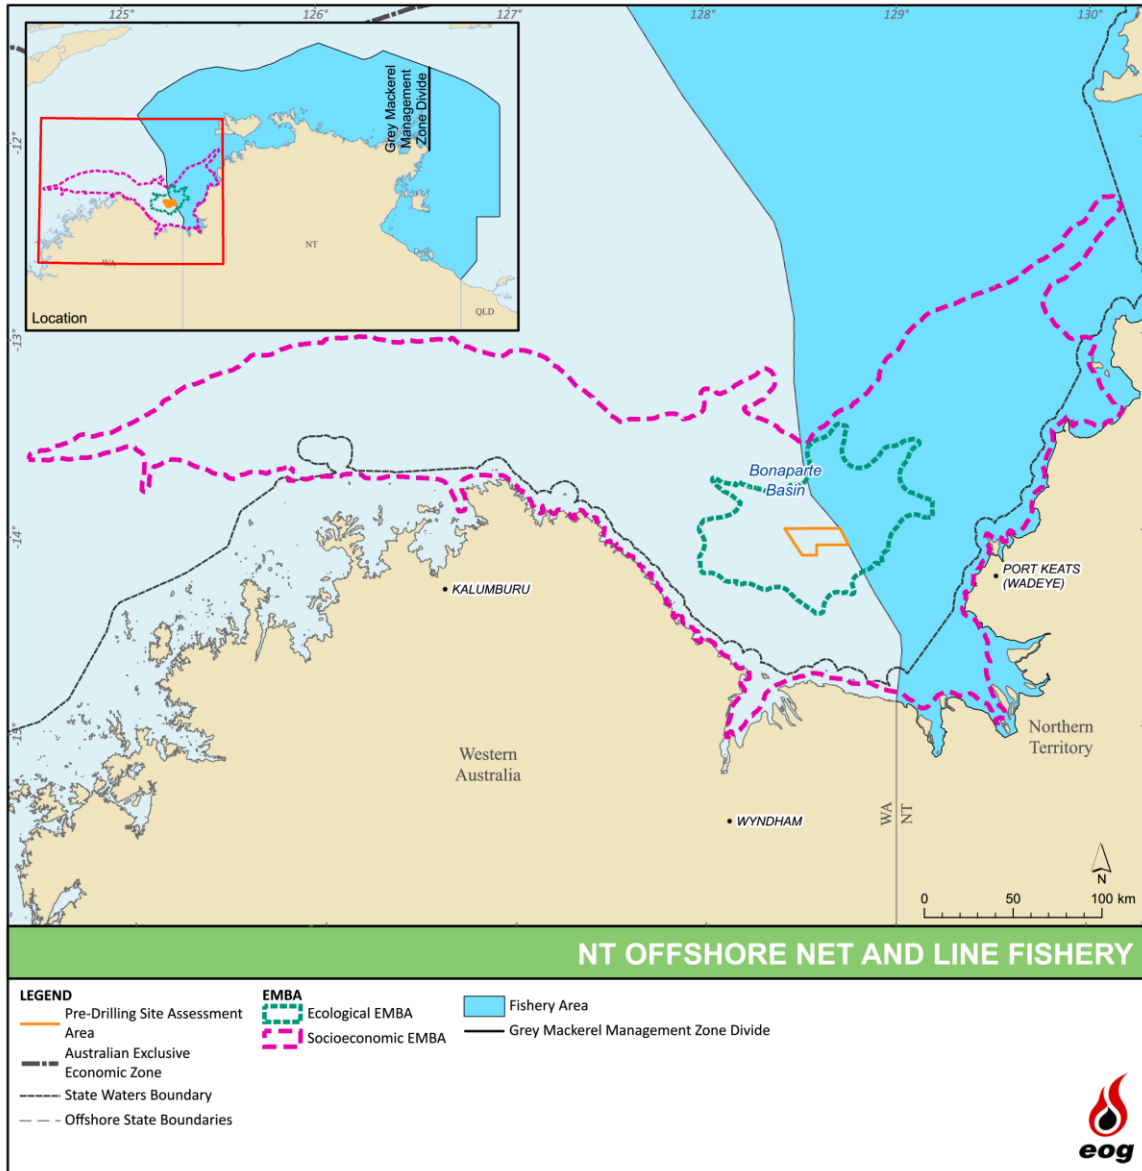 125°
126°
127°
128°
129°
130°
-12°
-13°
-14°
-15°
Grey Mackerel
Management
Zone Divide
NT
WA
QLD
Location
Bonaparte
Basin
KALUMBURU
PORT KEATS
(WADEYE)
Western
Australia
Northern
Territory
WA
NT
WYNDHAM
N
0 50 100 km
NT OFFSHORE NET AND LINE FISHERY
LEGEND
Pre-Drilling Site Assessment
Area
Australian Exclusive
Economic Zone
State Waters Boundary
Offshore State Boundaries
EMBA
Ecological EMBA
Socioeconomic EMBA
Fishery Area
Grey Mackerel Management Zone Divide
eog